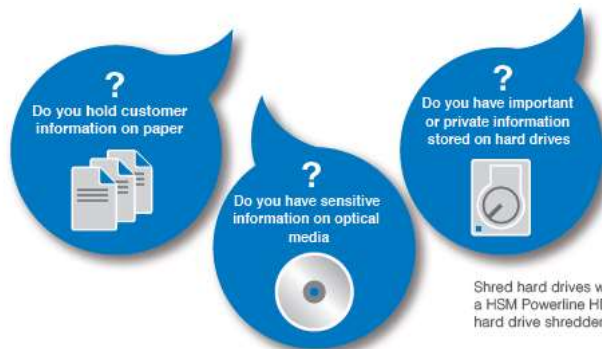 ?
Do you hold customer
information on paper
?
Do you have sensitive
information on optical
media
?
Do you have important
or private information
stored on hard drives
Shred hard drives
a HSM Powerline
hard drive shredder